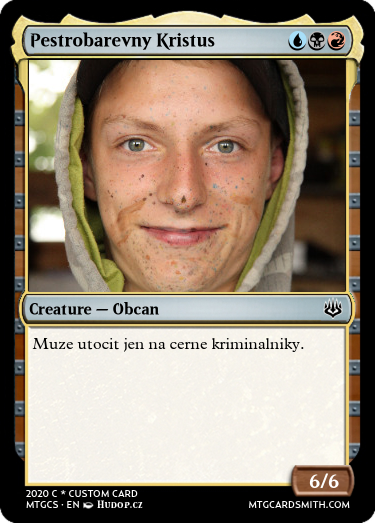 Pestrobarevny Kristus
Creature — Obcan
Muze utocit jen na cerne kriminalniky.
6/6
2020 C * CUSTOM CARD
MTGCS · EN HUDOP.CZ
MTGCARDSMITH.COM